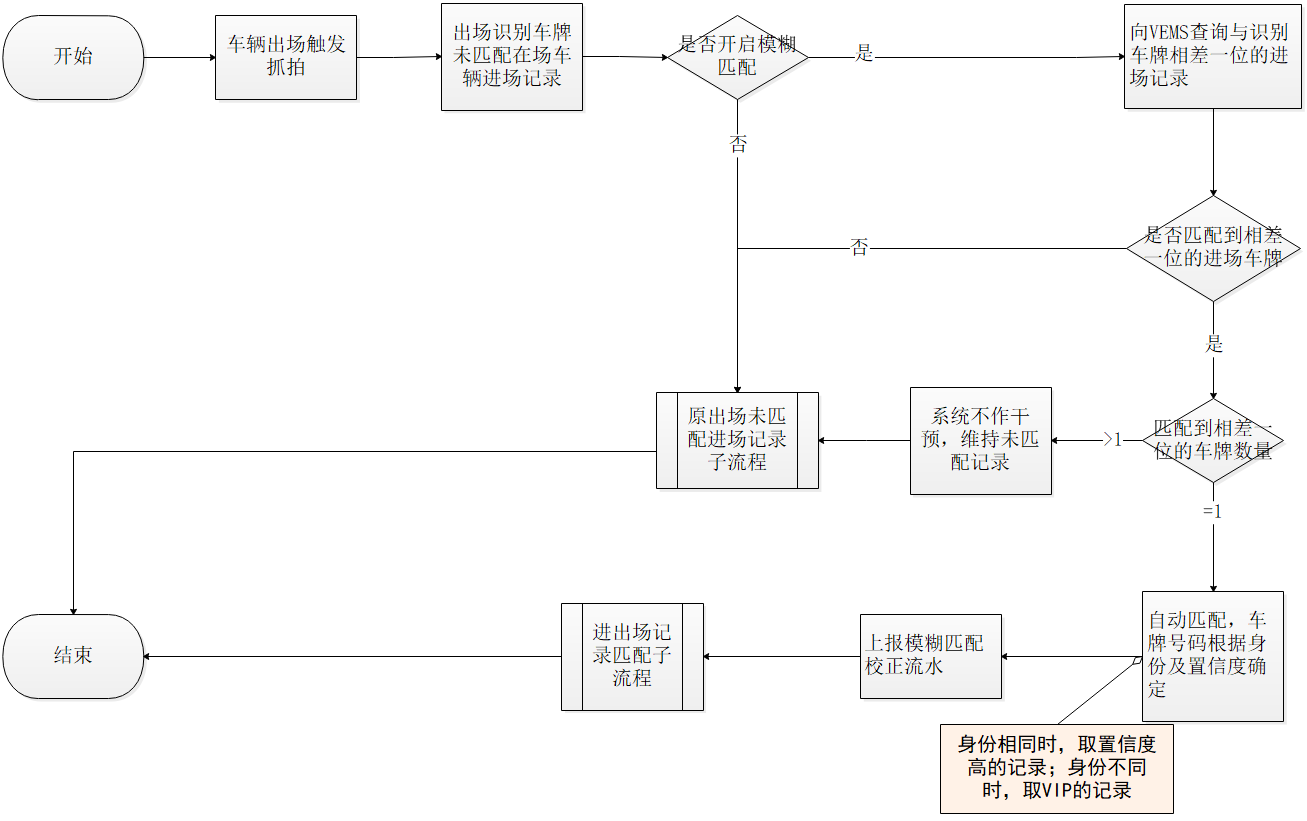 开始
车辆出场触发
抓拍
出场识别车牌
未匹配在场车
辆进场记录
是否开启模糊
匹配
是
向VEMS查询与识别
车牌相差一位的进
场记录
否
是否匹配到相差
一位的进场车牌
否
是
原出场未匹
配进场记录
子流程
系统不作干
预，维持未匹
配记录
>1
匹配到相差一
位的车牌数量
=1
结束
进出场记
录匹配子
流程
上报模糊匹配
校正流水
自动匹配，车
牌号码根据身
份及置信度确
定
身份相同时，取置信度
高的记录；身份不同
时，取VIP的记录